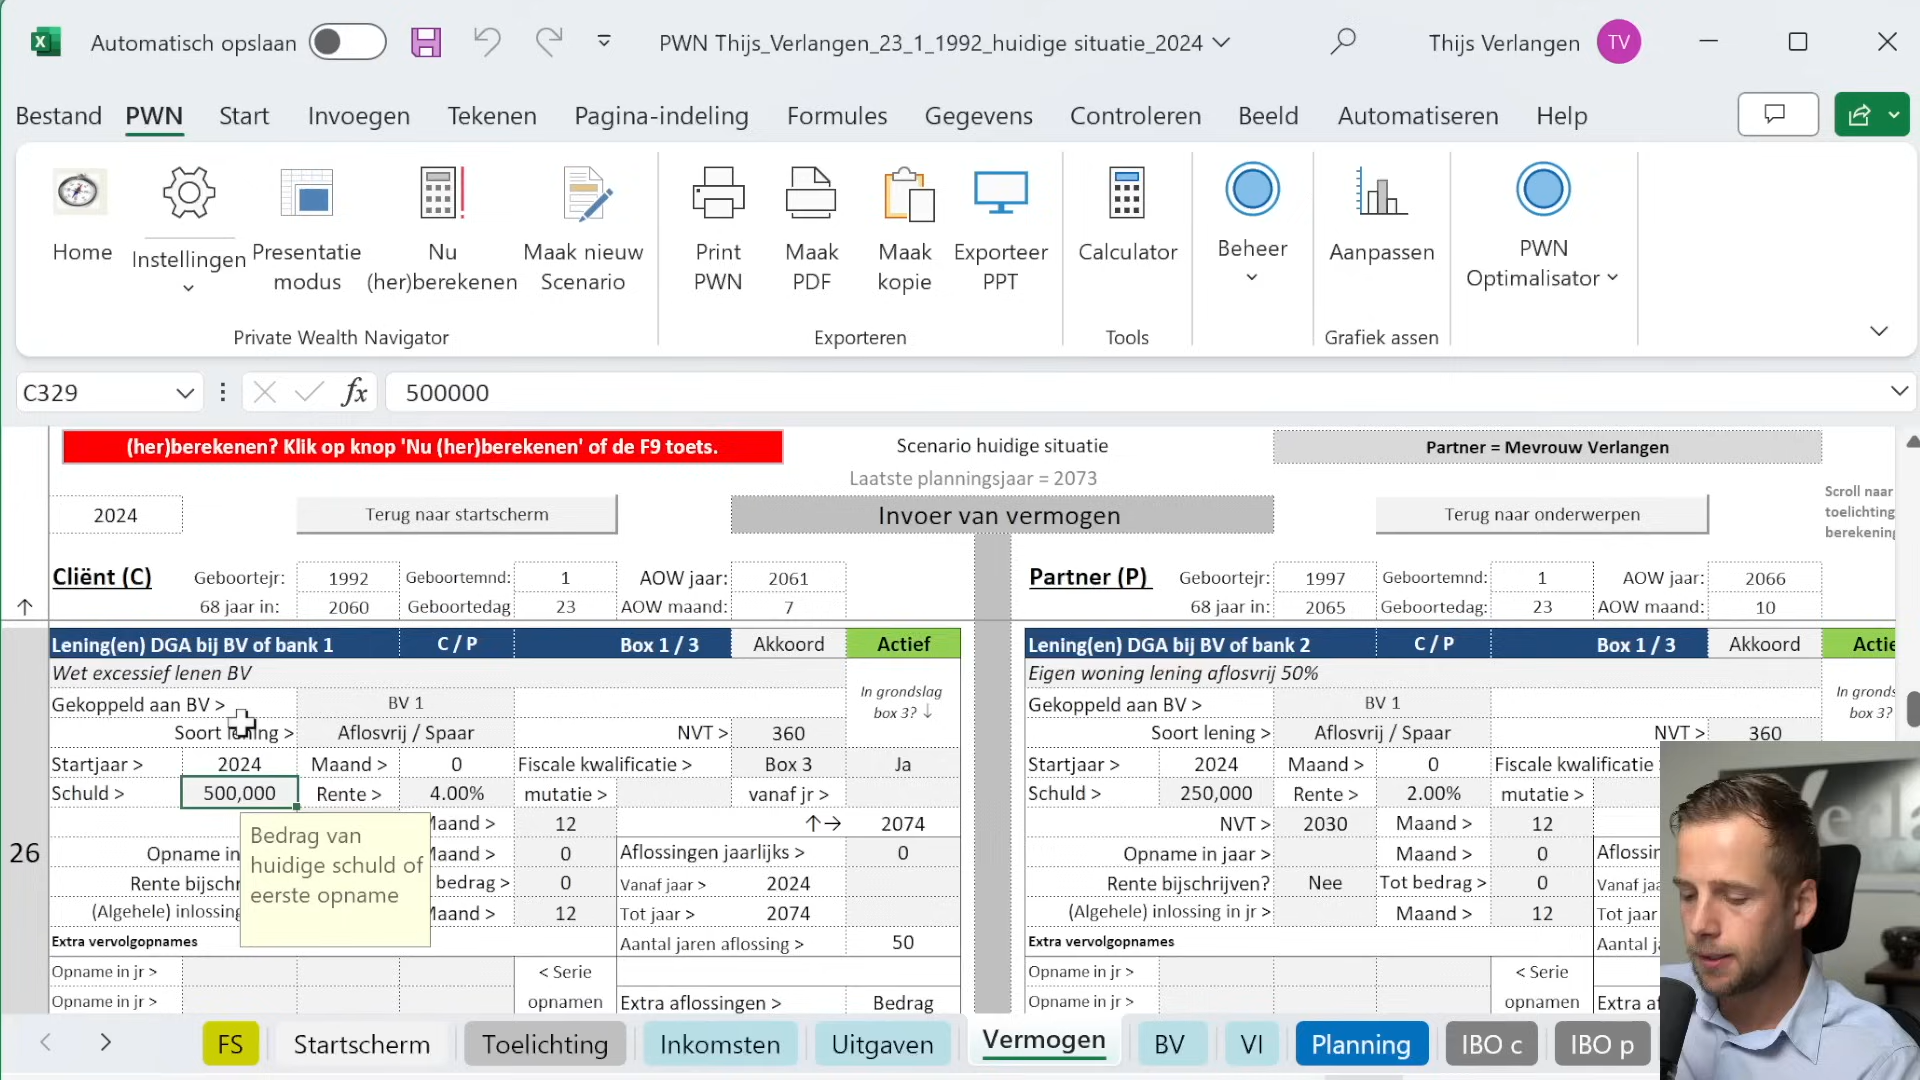 Automatisch opslaan
PWN Thijs_Verlangen_23_1_1992_huidige situatie_2024
Thijs Verlangen TV
Bestand PWN Start Invoegen Tekenen Pagina-indeling Formules Gegevens Controleren Beeld Automatiseren Help
Home
Instellingen
Presentatie modus
Nu (her)berekenen
Maak nieuw Scenario
Private Wealth Navigator
Print PWN
Maak PDF
Maak kopie
Exporteer PPT
Exporteren
Calculator
Tools
Beheer
Aanpassen
Grafiek assen
PWN Optimalisator
C329 fx 500000
(her)berekenen? Klik op knop 'Nu (her)berekenen' of de F9 toets.
Scenario huidige situatie
Partner = Mevrouw Verlangen
Laatste planningsjaar = 2073
Scroll naar
toelichting
2024 Terug naar startscherm Invoer van vermogen Terug naar onderwerpen
Cliënt (C) Geboortejr: 1992 Geboortemnd: 1 AOW jaar: 2061
68 jaar in: 2060 Geboortedag 23 AOW maand: 7
Partner (P) Geboortejr: 1997 Geboortemnd: 1 AOW jaar: 2066
68 jaar in: 2065 Geboortedag: 23 AOW maand: 10
26
Lening(en) DGA bij BV of bank 1 C / P Box 1 / 3 Akkoord Actief
Wet excessief lenen BV
In grondslag box 3? ↓
Gekoppeld aan BV > BV 1
Soort lening > Aflosvrij / Spaar NVT > 360
Startjaar > 2024 Maand > 0 Fiscale kwalificatie > Box 3 Ja
Schuld > 500,000 Rente > 4.00% mutatie > vanaf jr >
Maand > 12 ↑→ 2074
Opname in Maand > 0 Aflossingen jaarlijks > 0
Rente bijschr bedrag > 0 Vanaf jaar > 2024
(Algehele) inlossing Maand > 12 Tot jaar > 2074
Extra vervolgopnames Aantal jaren aflossing > 50
Opname in jr > < Serie
Opname in jr > opnamen Extra aflossingen > Bedrag
Bedrag van
huidige schuld of
eerste opname
Lening(en) DGA bij BV of bank 2 C / P Box 1 / 3 Akkoord
Eigen woning lening aflosvrij 50%
box 3?
Gekoppeld aan BV > BV 1
Soort lening > Aflosvrij / Spaar NVT > 360
Startjaar > 2024 Maand > 0 Fiscale kwalificatie
Schuld > 250,000 Rente > 2.00% mutatie >
NVT > 2030 Maand > 12
Opname in jaar > Maand > 0
Rente bijschrijven? Nee Tot bedrag > 0
(Algehele) inlossing in jr > Maand > 12
Extra vervolgopnames
Opname in jr > < Serie
Opname in jr > opnamen
FS Startscherm Toelichting Inkomsten Uitgaven Vermogen BV VI Planning IBO c IBO p